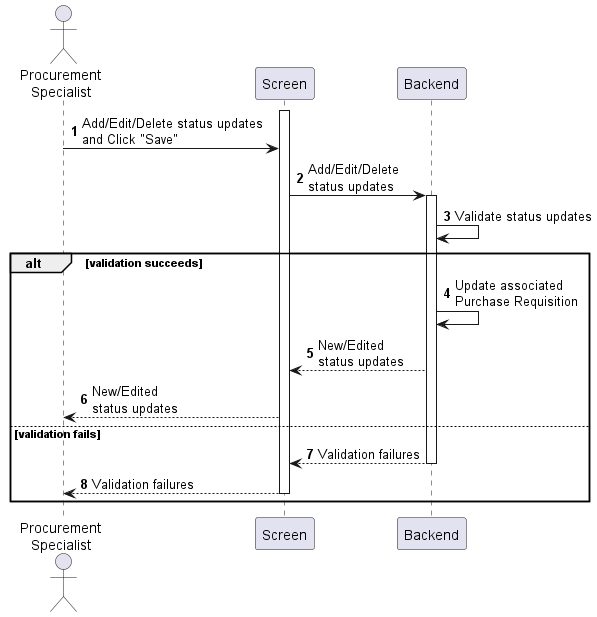 Procurement
Specialist
Screen
Backend
1 Add/Edit/Delete status updates
and Click "Save"
2 Add/Edit/Delete
status updates
3 Validate status updates
alt [validation succeeds]
4 Update associated
Purchase Requisition
5 New/Edited
status updates
6 New/Edited
status updates
[validation fails]
7 Validation failures
8 Validation failures
Procurement
Specialist
Screen
Backend